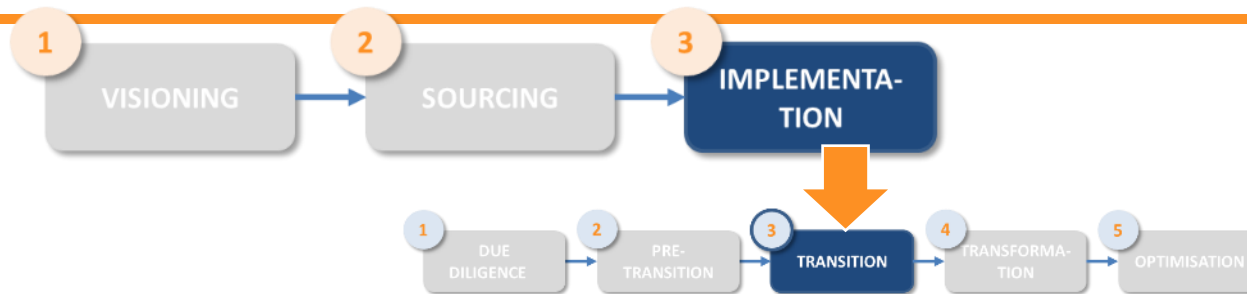 1
VISIONING
2
SOURCING
3
IMPLEMENTA-
TION
1
DUE
DILIGENCE
2
PRE-
TRANSITION
3
TRANSITION
4
TRANSFORMA-
TION
5
OPTIMISATION